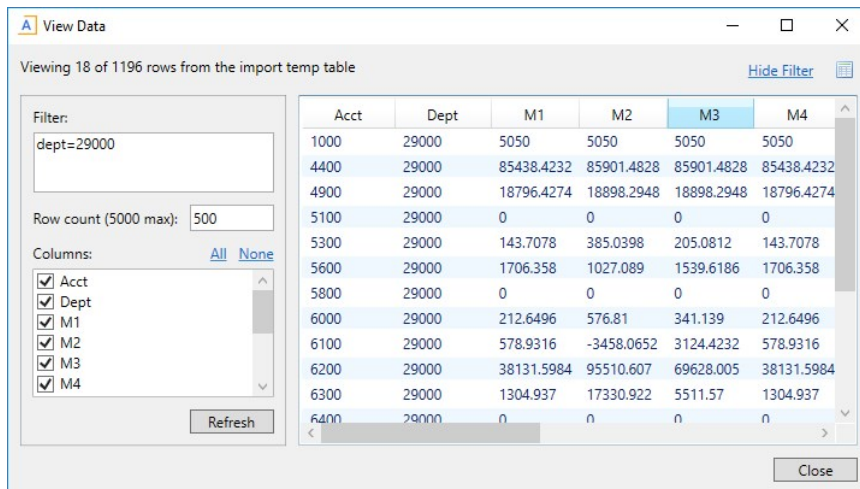 A View Data
Viewing 18 of 1196 rows from the import temp table
Hide Filter
Filter:
dept=29000
Row count (5000 max): 500
Columns: All None
Acct
Dept
M1
M2
M3
M4
Refresh
Acct Dept M1 M2 M3 M4
1000 29000 5050 5050 5050 5050
4400 29000 85438.4232 85901.4828 85901.4828 85438.4232
4900 29000 18796.4274 18898.2948 18898.2948 18796.4274
5100 29000 0 0 0 0
5300 29000 143.7078 385.0398 205.0812 143.7078
5600 29000 1706.358 1027.089 1539.6186 1706.358
5800 29000 0 0 0 0
6000 29000 212.6496 576.81 341.139 212.6496
6100 29000 578.9316 -3458.0652 3124.4232 578.9316
6200 29000 38131.5984 95510.607 69628.005 38131.5984
6300 29000 1304.937 17330.922 5511.57 1304.937
6400 29000 0 0 0 0
Close